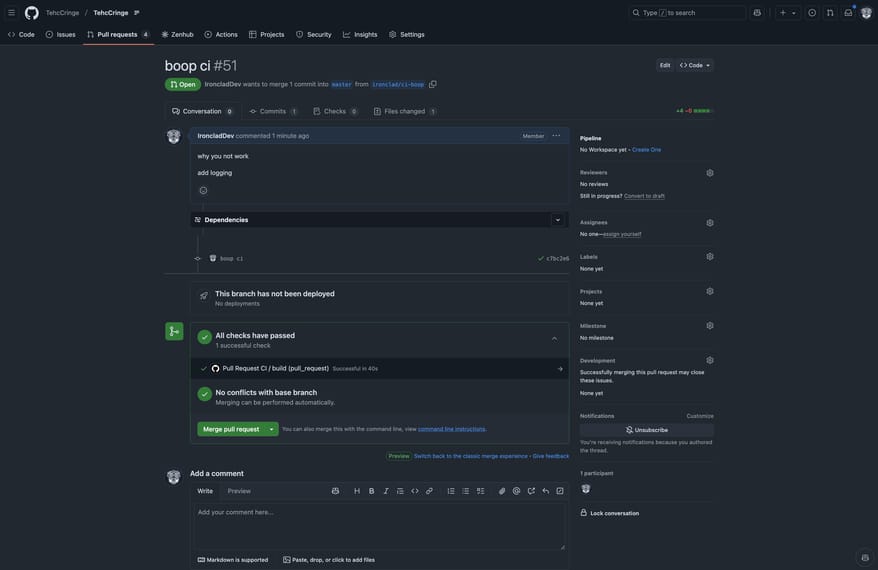 TehcCringe / TehcCringe
Type / to search
Code
Issues
Pull requests 4
Zenhub
Actions
Projects
Security
Insights
Settings
boop ci #51
Edit
Code
Open
IroncladDev wants to merge 1 commit into master from ironclad/ci-boop
Conversation 0
Commits 1
Checks 0
Files changed 1
+4 −0
IroncladDev commented 1 minute ago
Member
why you not work
add logging
Dependencies
boop ci
c7bc2e6
This branch has not been deployed
No deployments
All checks have passed
1 successful check
Pull Request CI / build (pull_request) Successful in 40s
No conflicts with base branch
Merging can be performed automatically.
Merge pull request
You can also merge this with the command line, view command line instructions.
Preview Switch back to the classic merge experience · Give feedback
Add a comment
Write
Preview
Add your comment here...
Markdown is supported
Paste, drop, or click to add files
Pipeline
No Workspace yet - Create One
Reviewers
No reviews
Still in progress? Convert to draft
Assignees
No one—assign yourself
Labels
None yet
Projects
None yet
Milestone
No milestone
Development
Successfully merging this pull request may close
these issues.
None yet
Notifications
Customize
Unsubscribe
You're receiving notifications because you authored
the thread.
1 participant
Lock conversation